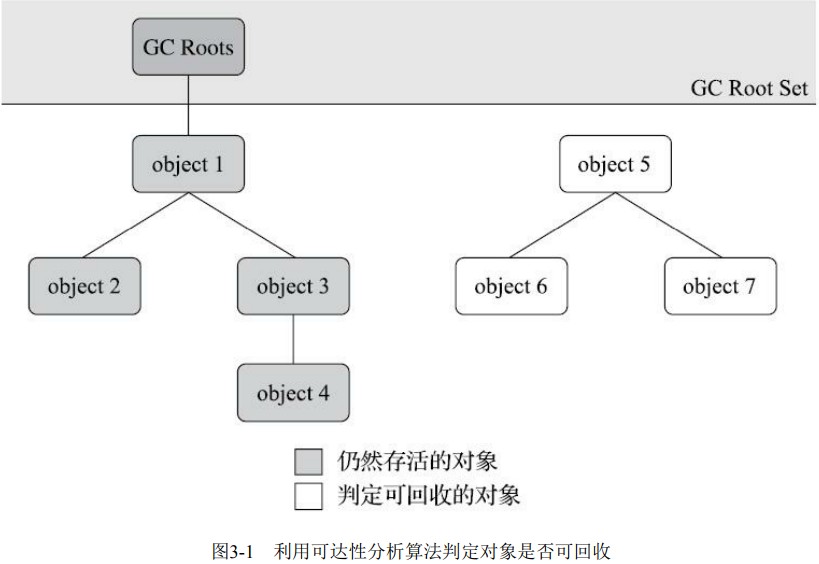 GC Roots
GC Root Set
object 1
object 5
object 2
object 3
object 6
object 7
object 4
仍然存活的对象
判定可回收的对象
图3-1 利用可达性分析算法判定对象是否可回收